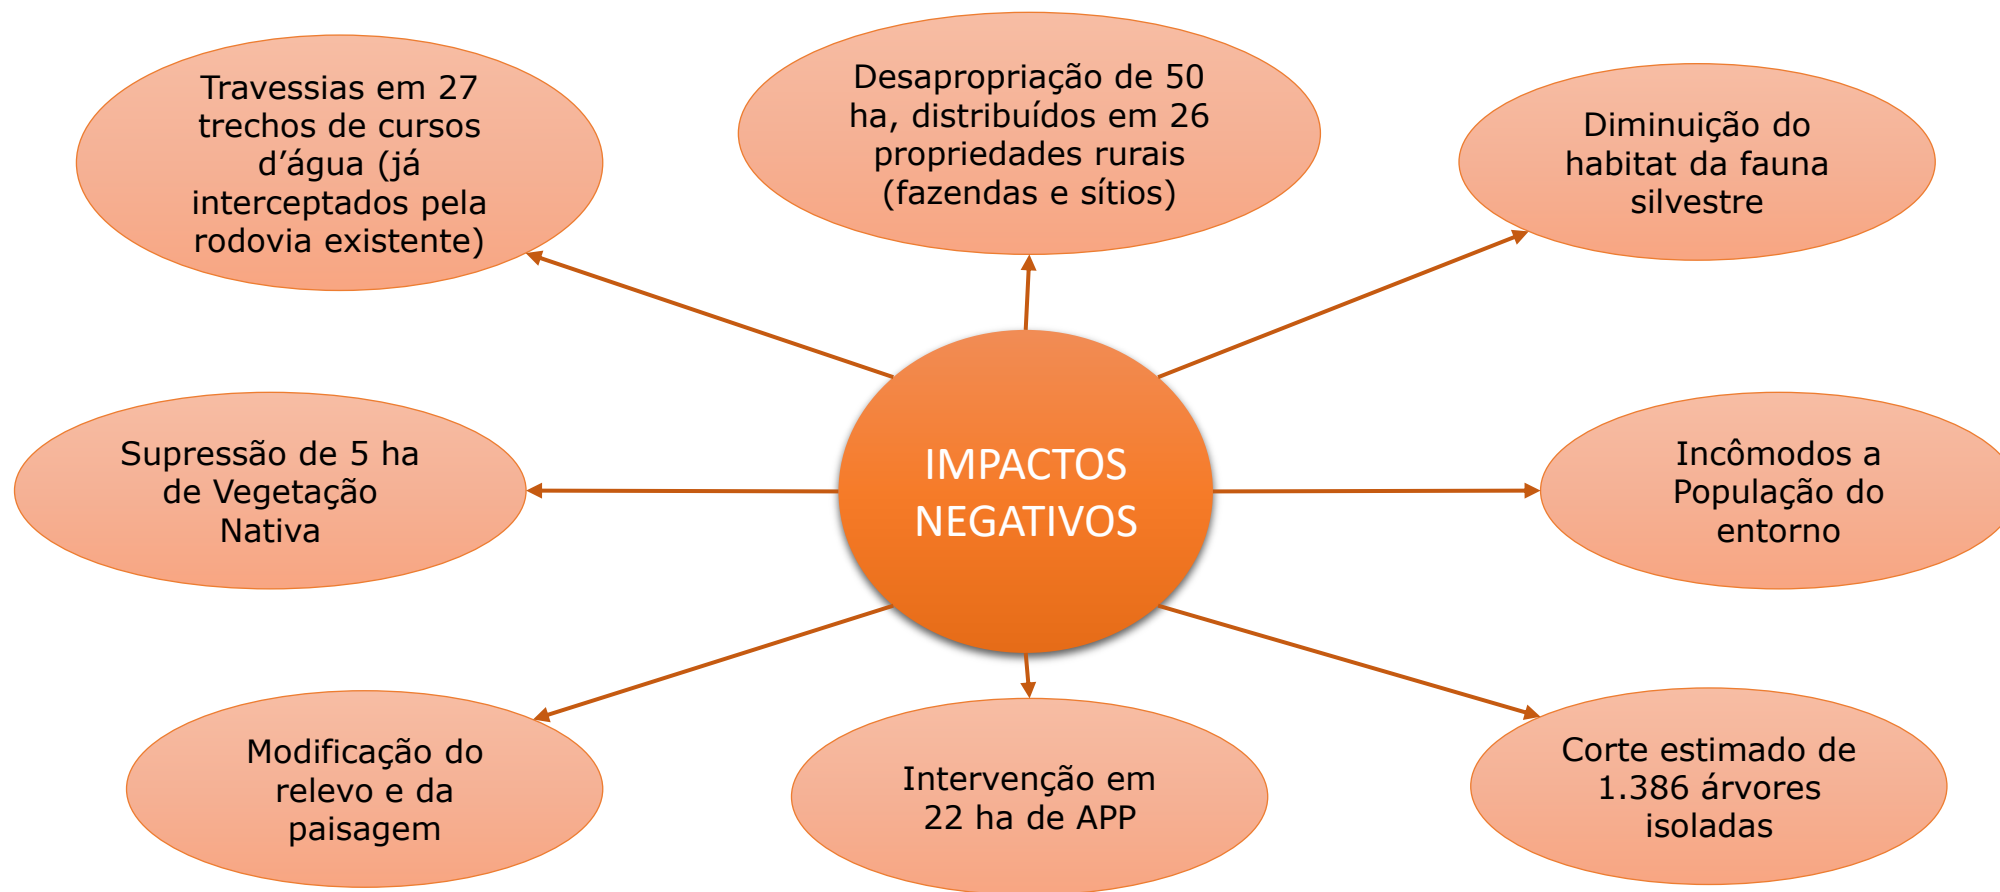 Travessias em 27
trechos de cursos
d’água (já
interceptados pela
rodovia existente)
Desapropriação de 50
ha, distribuídos em 26
propriedades rurais
(fazendas e sítios)
Diminuição do
habitat da fauna
silvestre
Supressão de 5 ha
de Vegetação
Nativa
IMPACTOS
NEGATIVOS
Incômodos a
População do
entorno
Modificação do
relevo e da
paisagem
Intervenção em
22 ha de APP
Corte estimado de
1.386 árvores
isoladas